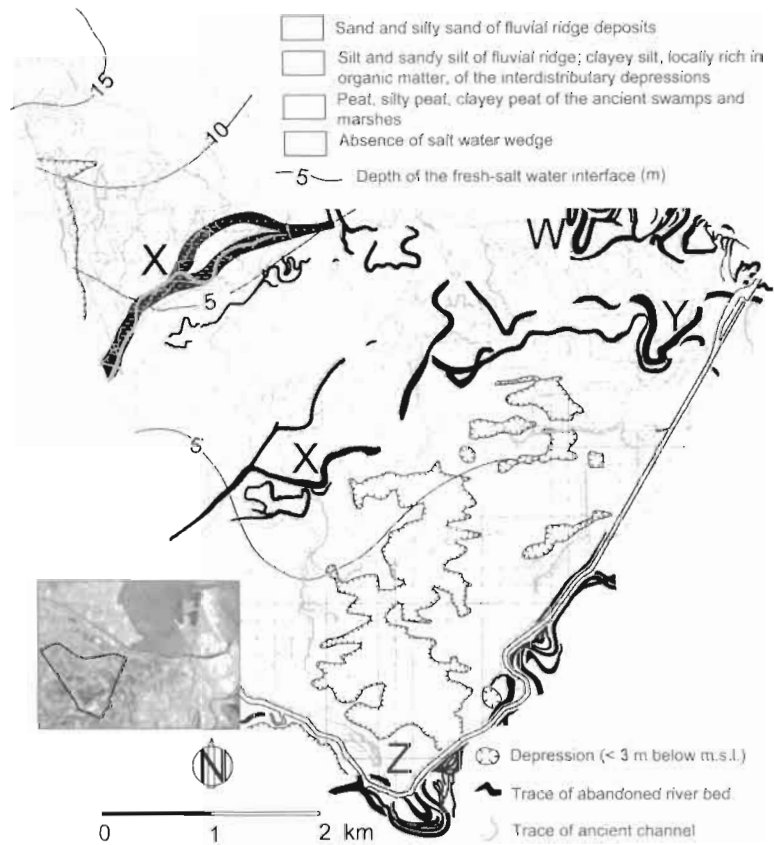 Sand and silty sand of fluvial ridge deposits
Silt and sandy silt of fluvial ridge; clayey silt, locally rich in
organic matter, of the interdistributary depressions
Peat, silty peat, clayey peat of the ancient swamps and
marshes
Absence of salt water wedge
5 Depth of the fresh-salt water interface (m)
15
10
W
X
5
Y
5
X
Z
N
Depression (< 3 m below m.s.l.)
Trace of abandoned river bed
Trace of ancient channel
0 1 2 km